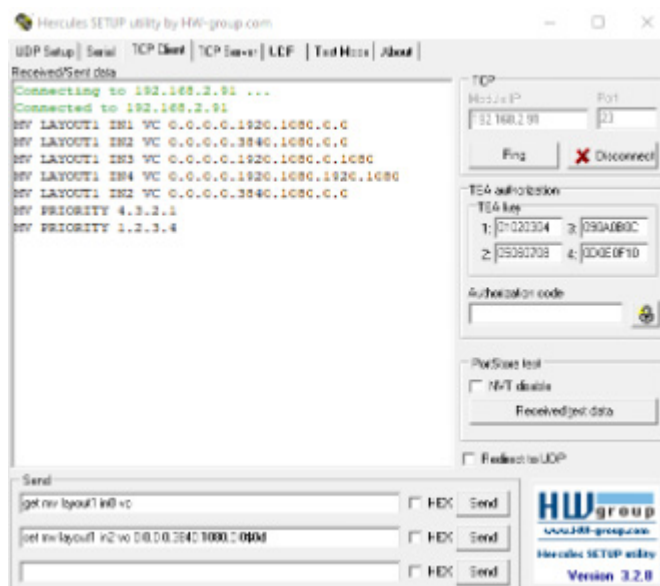 Hercules SETUP utility by HW-group.com
UDP Setup Serial TCP Client TCP Server UDP Test Mode About
Received/Sent data
Connecting to 192.168.2.91 ...
Connected to 192.168.2.91
MV LAYOUT1 IN1 VC 0.0.0.0.1920.1080.0.0
MV LAYOUT1 IN2 VC 0.0.0.0.3840.1080.0.0
MV LAYOUT1 IN3 VC 0.0.0.0.1920.1080.0.1080
MV LAYOUT1 IN4 VC 0.0.0.0.1920.1080.1920.1080
MV LAYOUT1 IN2 VC 0.0.0.0.3840.1080.0.0
MV PRIORITY 4.3.2.1
MV PRIORITY 1.2.3.4
TCP
Module IP Port
192.168.2.91 23
Ping Disconnect
TEA authorization
TEA key
1: 01020304 3: 090A0B0C
2: 05060708 4: 0D0E0F10
Authorization code
PortStore test
NVT disable
Received test data
Redirect to UDP
Send
get mv layout1 in0 vc
HEX Send
set mv layout1 in2 vc
HEX Send
HEX Send
HW group
www.HW-group.com
Hercules SETUP utility
Version 3.2.8